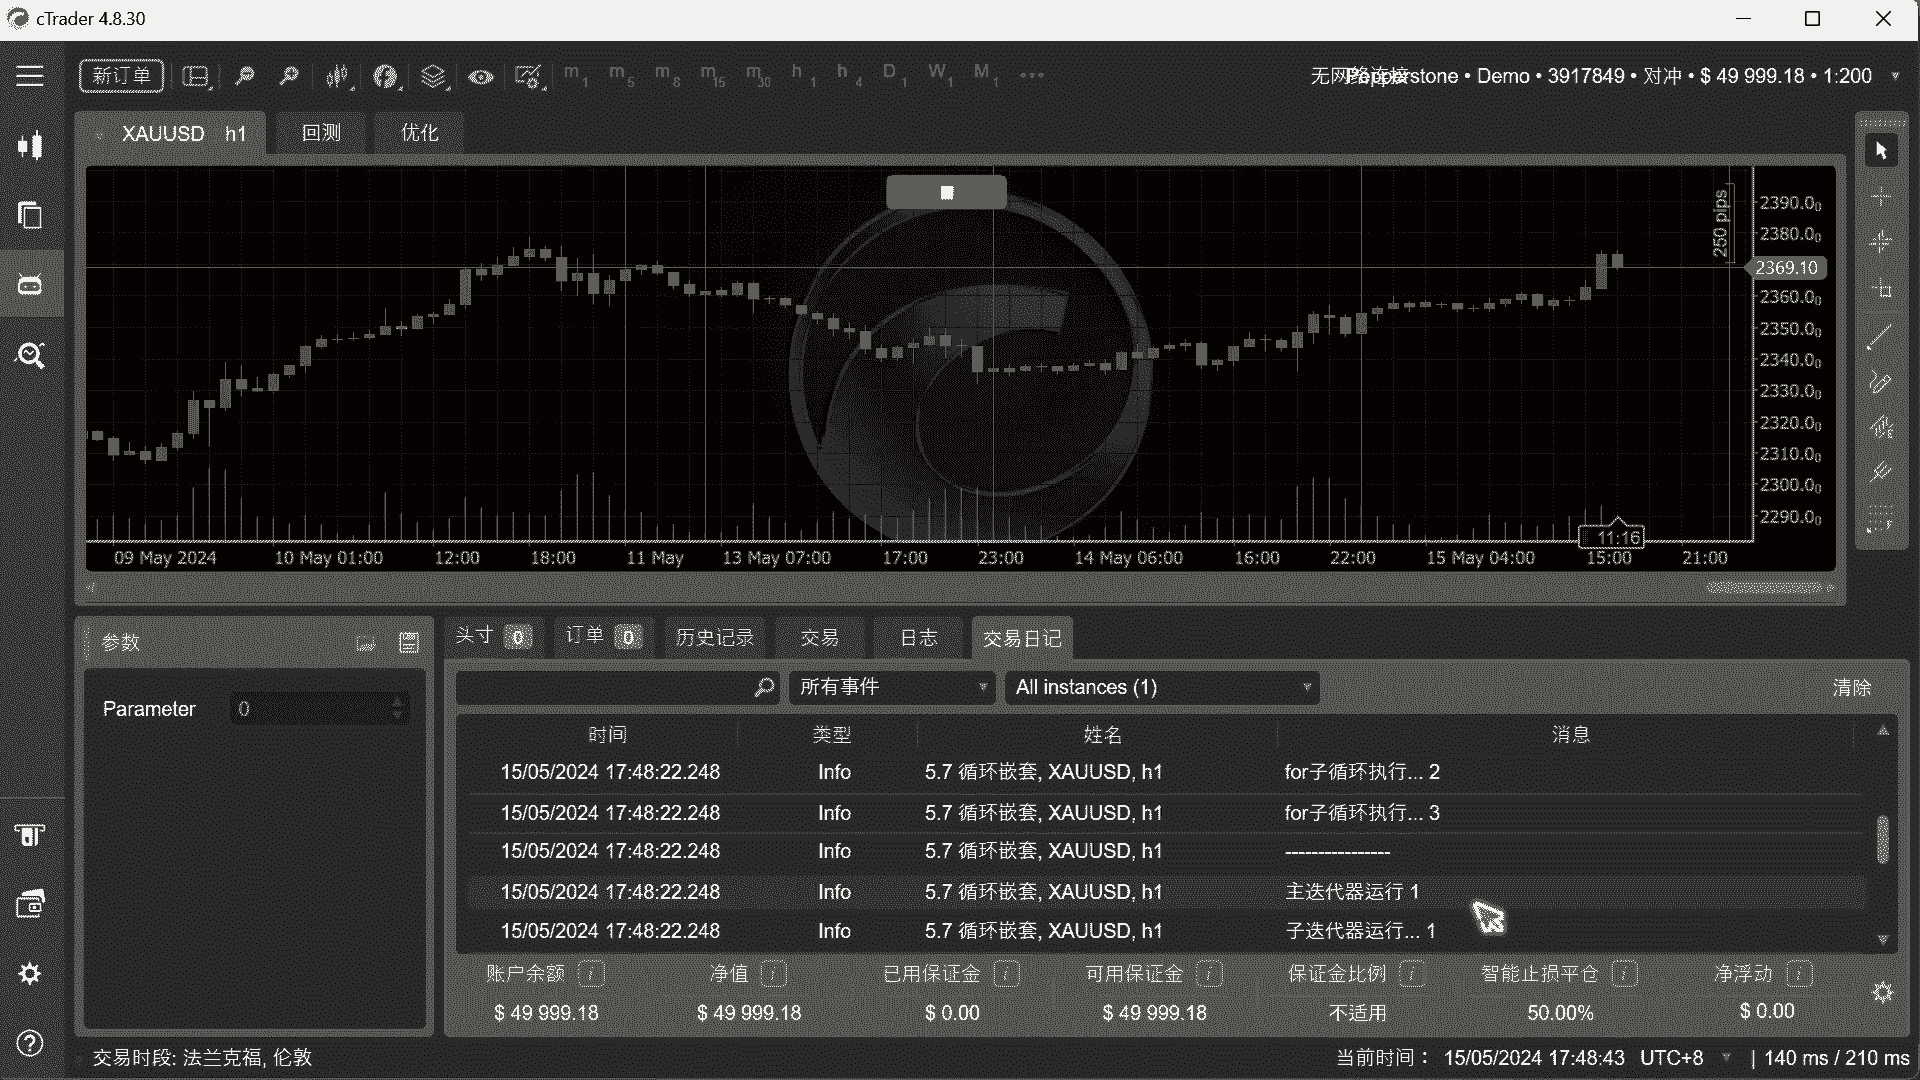 cTrader 4.8.30
新订单
m1 m5 m8 m15 m30 h1 h4 D1 W1 M1
Pepperstone • Demo • 3917849 • 对冲 • $ 49 999.18 • 1:200
XAUUSD h1
回测
优化
250 pips
2390.00
2380.00
2369.10
2360.00
2350.00
2340.00
2330.00
2320.00
2310.00
2300.00
2290.00
11:16
09 May 2024 10 May 01:00 12:00 18:00 11 May 13 May 07:00 17:00 23:00 14 May 06:00 16:00 22:00 15 May 04:00 15:00 21:00
参数
Parameter 0
头寸 0 订单 0 历史记录 交易 日志 交易日记
所有事件 All instances (1) 清除
时间 类型 姓名 消息
15/05/2024 17:48:22.248 Info 5.7 循环嵌套, XAUUSD, h1 for子循环执行... 2
15/05/2024 17:48:22.248 Info 5.7 循环嵌套, XAUUSD, h1 for子循环执行... 3
15/05/2024 17:48:22.248 Info 5.7 循环嵌套, XAUUSD, h1 ----------------
15/05/2024 17:48:22.248 Info 5.7 循环嵌套, XAUUSD, h1 主迭代器运行 1
15/05/2024 17:48:22.248 Info 5.7 循环嵌套, XAUUSD, h1 子迭代器运行... 1
账户余额 净值 已用保证金 可用保证金 保证金比例 智能止损平仓 净浮动
$ 49 999.18 $ 49 999.18 $ 0.00 $ 49 999.18 不适用 50.00% $ 0.00
交易时段: 法兰克福, 伦敦
当前时间： 15/05/2024 17:48:43 UTC+8 | 140 ms / 210 ms